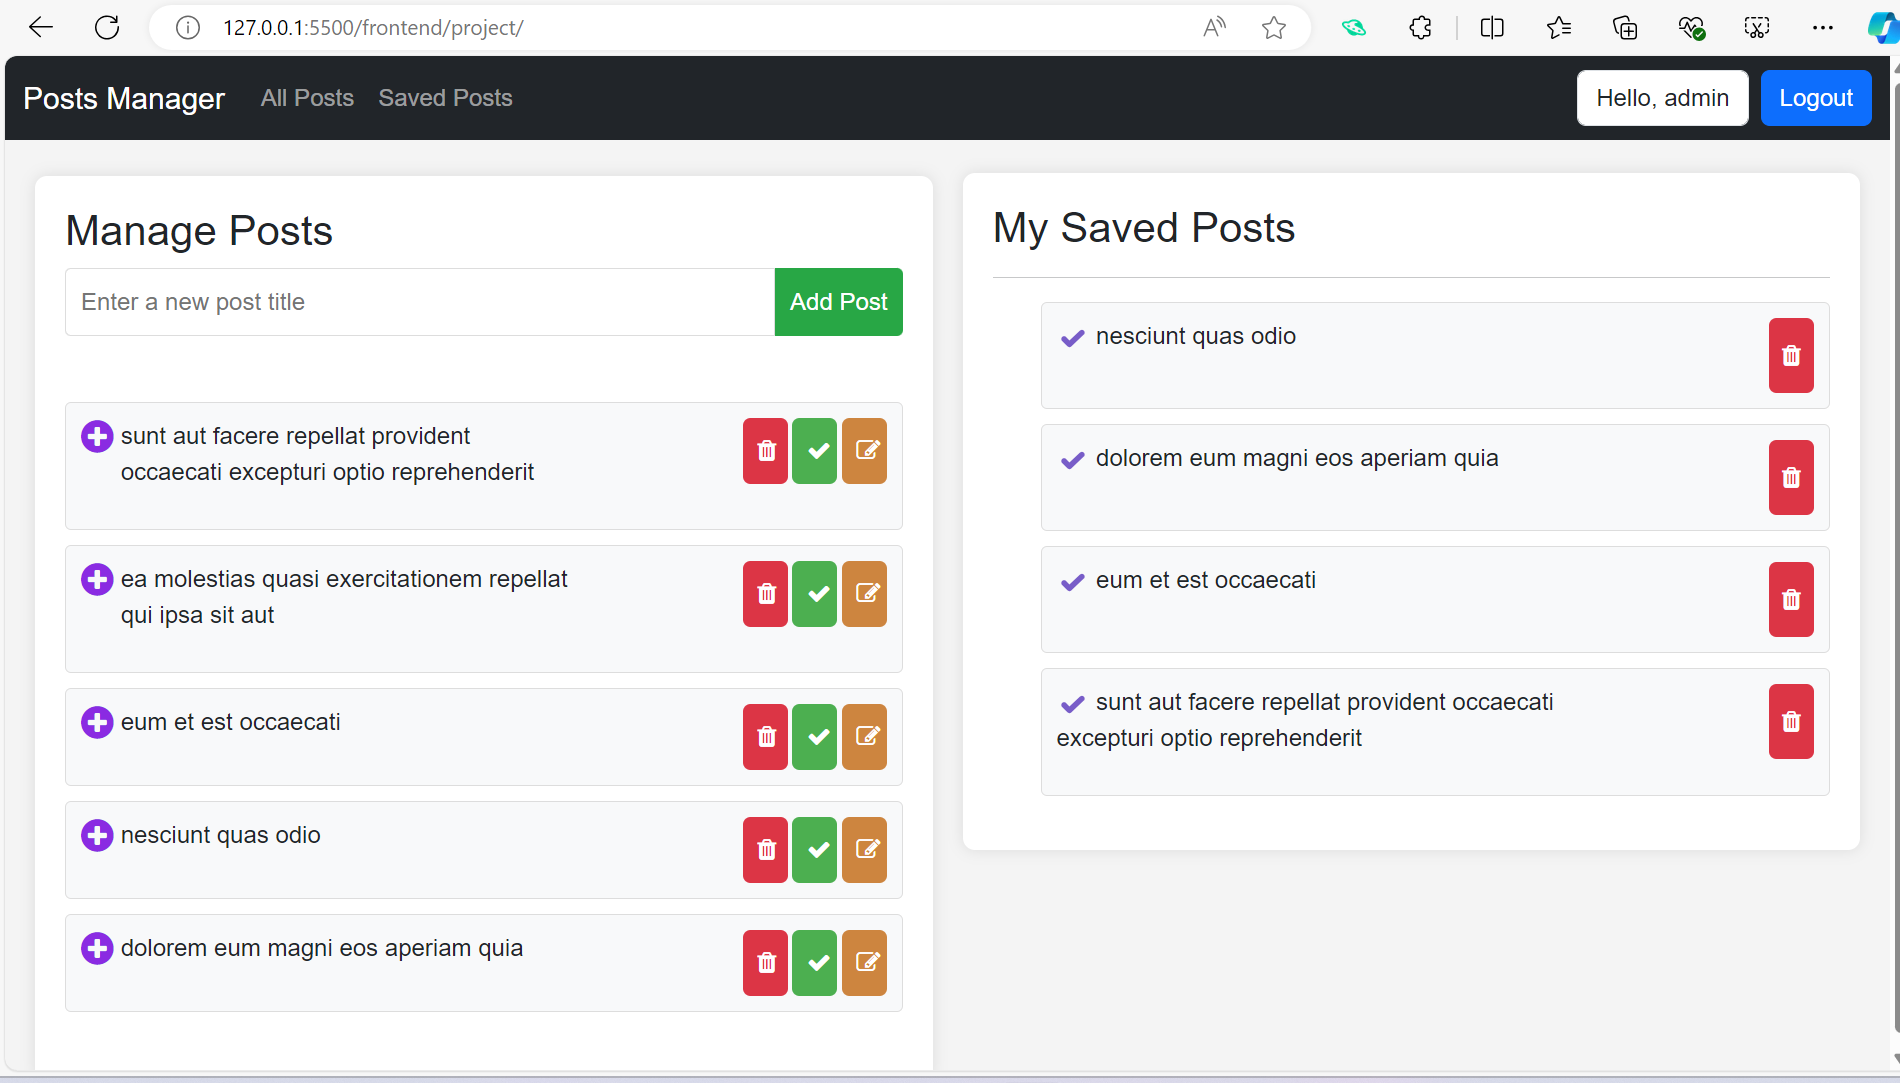 127.0.0.1:5500/frontend/project/
Posts Manager
All Posts
Saved Posts
Hello, admin
Logout
Manage Posts
Enter a new post title
Add Post
sunt aut facere repellat provident
occaecati excepturi optio reprehenderit
ea molestias quasi exercitationem repellat
qui ipsa sit aut
eum et est occaecati
nesciunt quas odio
dolorem eum magni eos aperiam quia
My Saved Posts
nesciunt quas odio
dolorem eum magni eos aperiam quia
eum et est occaecati
sunt aut facere repellat provident occaecati
excepturi optio reprehenderit